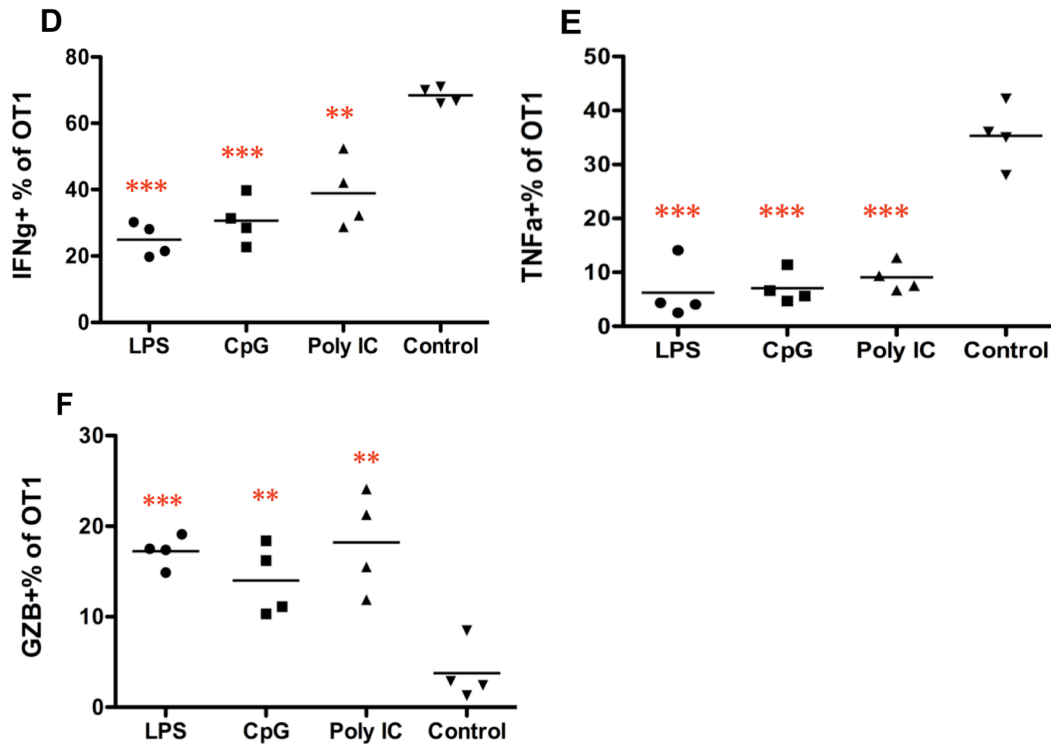 D
IFNg+ % of OT1
80
60
40
20
0
***
***
**
LPS CpG Poly IC Control
E
TNFa+% of OT1
50
40
30
20
10
0
*** *** ***
LPS CpG Poly IC Control
F
GZB+% of OT1
30
20
10
0
***
**
**
LPS CpG Poly IC Control